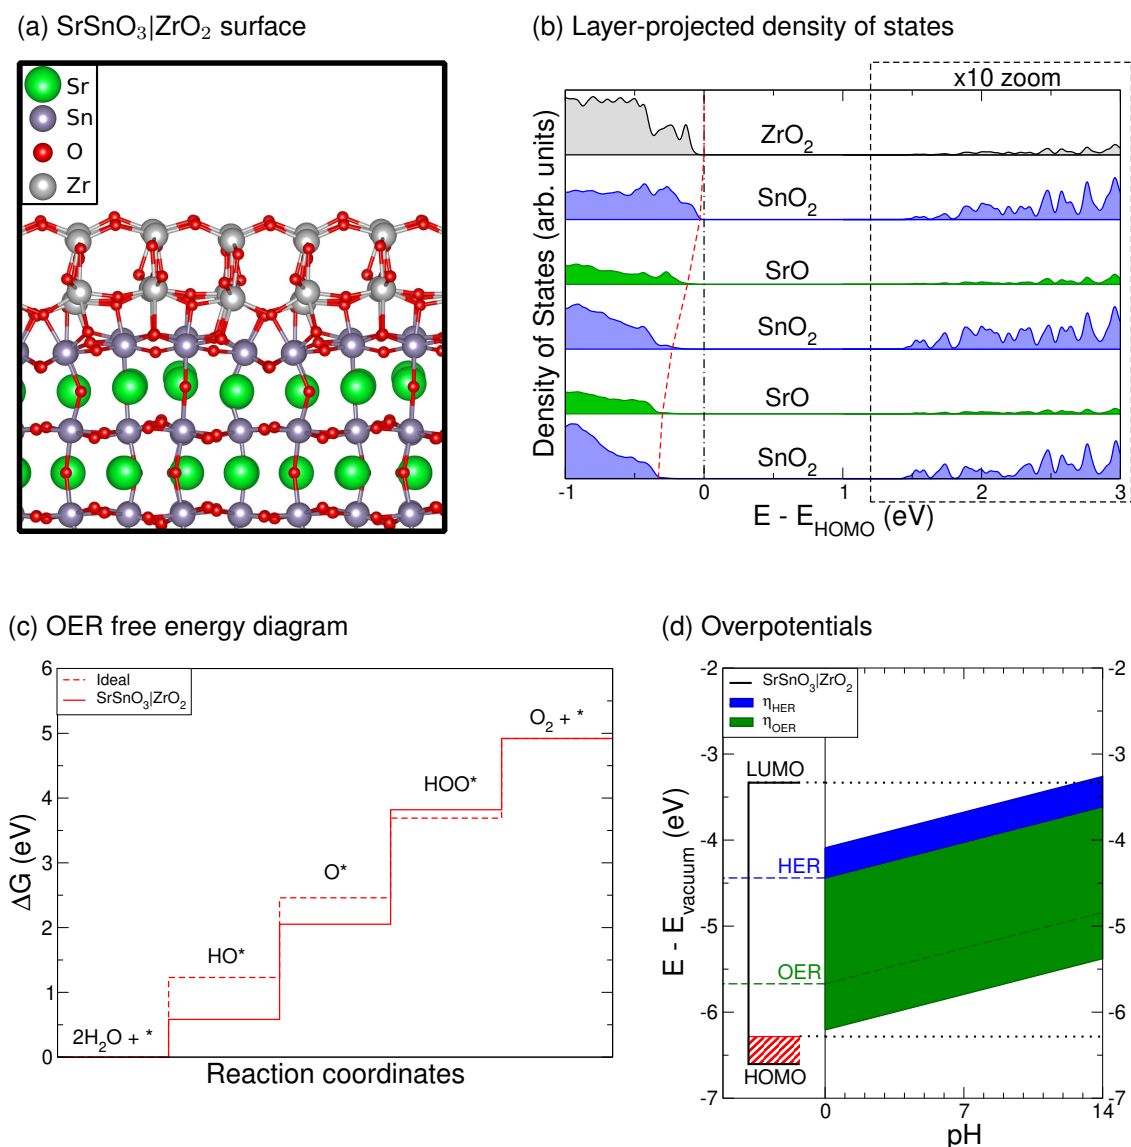 (a) SrSnO₃|ZrO₂ surface
Sr
Sn
O
Zr
(b) Layer-projected density of states
x10 zoom
ZrO₂
SnO₂
SrO
SnO₂
SrO
SnO₂
Density of States (arb. units)
-1 0 1 2 3
E - E_HOMO (eV)
(c) OER free energy diagram
6
5
4
3
2
1
0
ΔG (eV)
Ideal
SrSnO₃|ZrO₂
2H₂O + *
HO*
O*
HOO*
O₂ + *
Reaction coordinates
(d) Overpotentials
SrSnO₃|ZrO₂
η_HER
η_OER
LUMO
HER
OER
HOMO
E - E_vacuum (eV)
-2 -2
-3 -3
-4 -4
-5 -5
-6 -6
-7 -7
0 7 14
pH